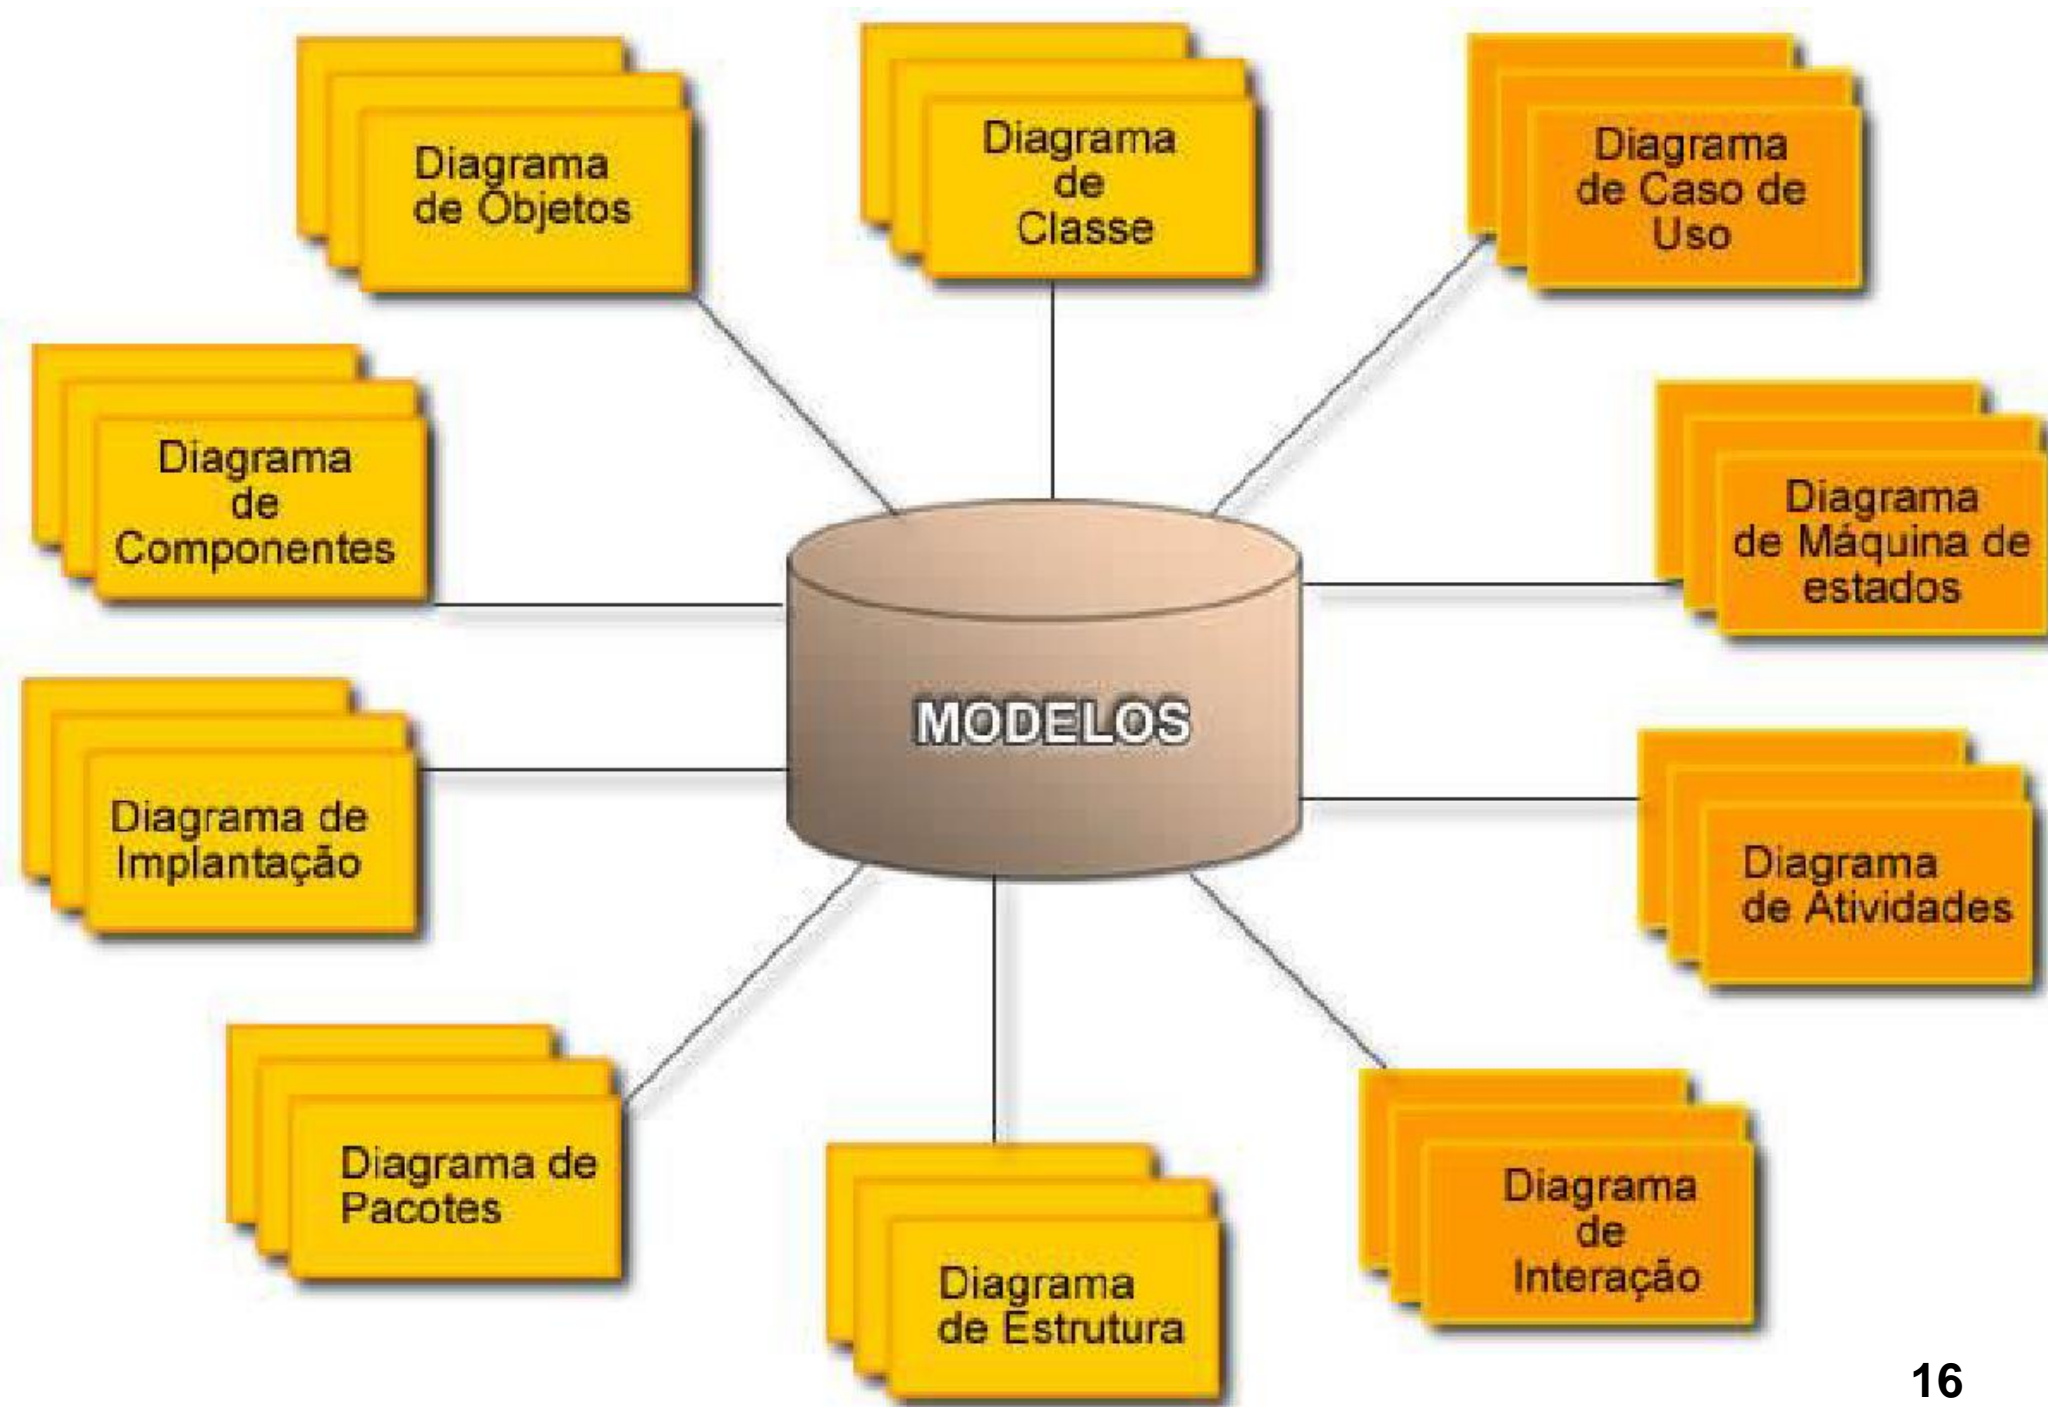 Diagrama
de Objetos
Diagrama
de
Classe
Diagrama
de Caso de
Uso
Diagrama
de
Componentes
Diagrama
de Máquina de
estados
MODELOS
Diagrama de
Implantação
Diagrama
de Atividades
Diagrama de
Pacotes
Diagrama
de Estrutura
Diagrama
de
Interação
16